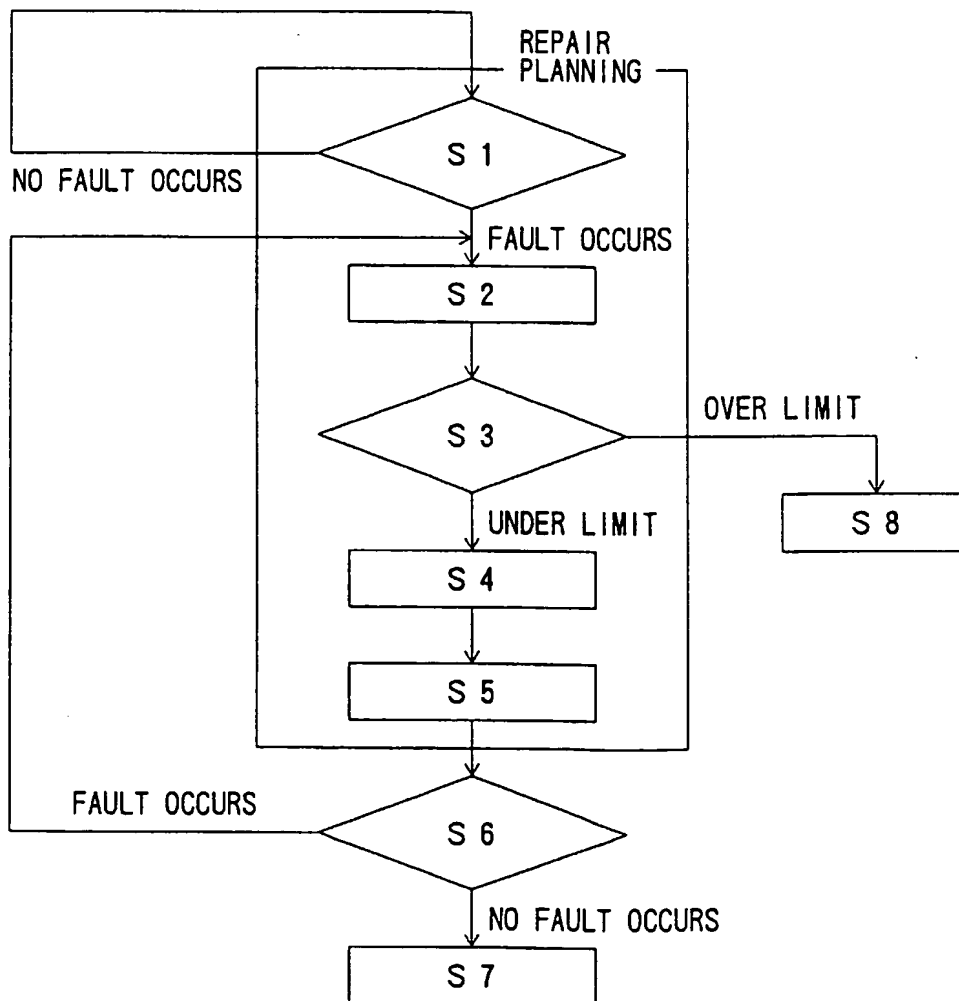 REPAIR
PLANNING
S 1
NO FAULT OCCURS
FAULT OCCURS
S 2
S 3
OVER LIMIT
S 8
UNDER LIMIT
S 4
S 5
FAULT OCCURS
S 6
NO FAULT OCCURS
S 7